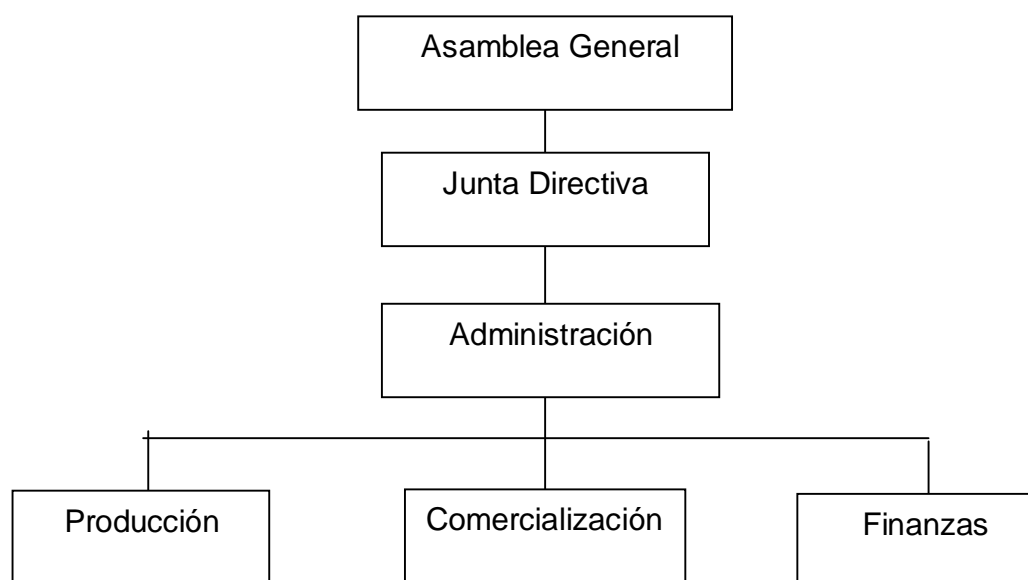 Asamblea General
Junta Directiva
Administración
Producción
Comercialización
Finanzas